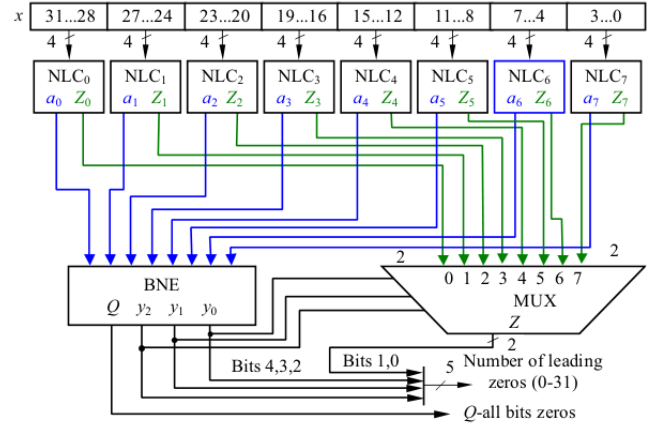 x 31...28 27...24 23...20 19...16 15...12 11...8 7...4 3...0
4 4 4 4 4 4 4 4
NLC₀ NLC₁ NLC₂ NLC₃ NLC₄ NLC₅ NLC₆ NLC₇
a₀ Z₀ a₁ Z₁ a₂ Z₂ a₃ Z₃ a₄ Z₄ a₅ Z₅ a₆ Z₆ a₇ Z₇
2 2
BNE 0 1 2 3 4 5 6 7
MUX
Q y₂ y₁ y₀
Z
2
Bits 4,3,2 Bits 1,0
5 Number of leading
zeros (0-31)
Q-all bits zeros